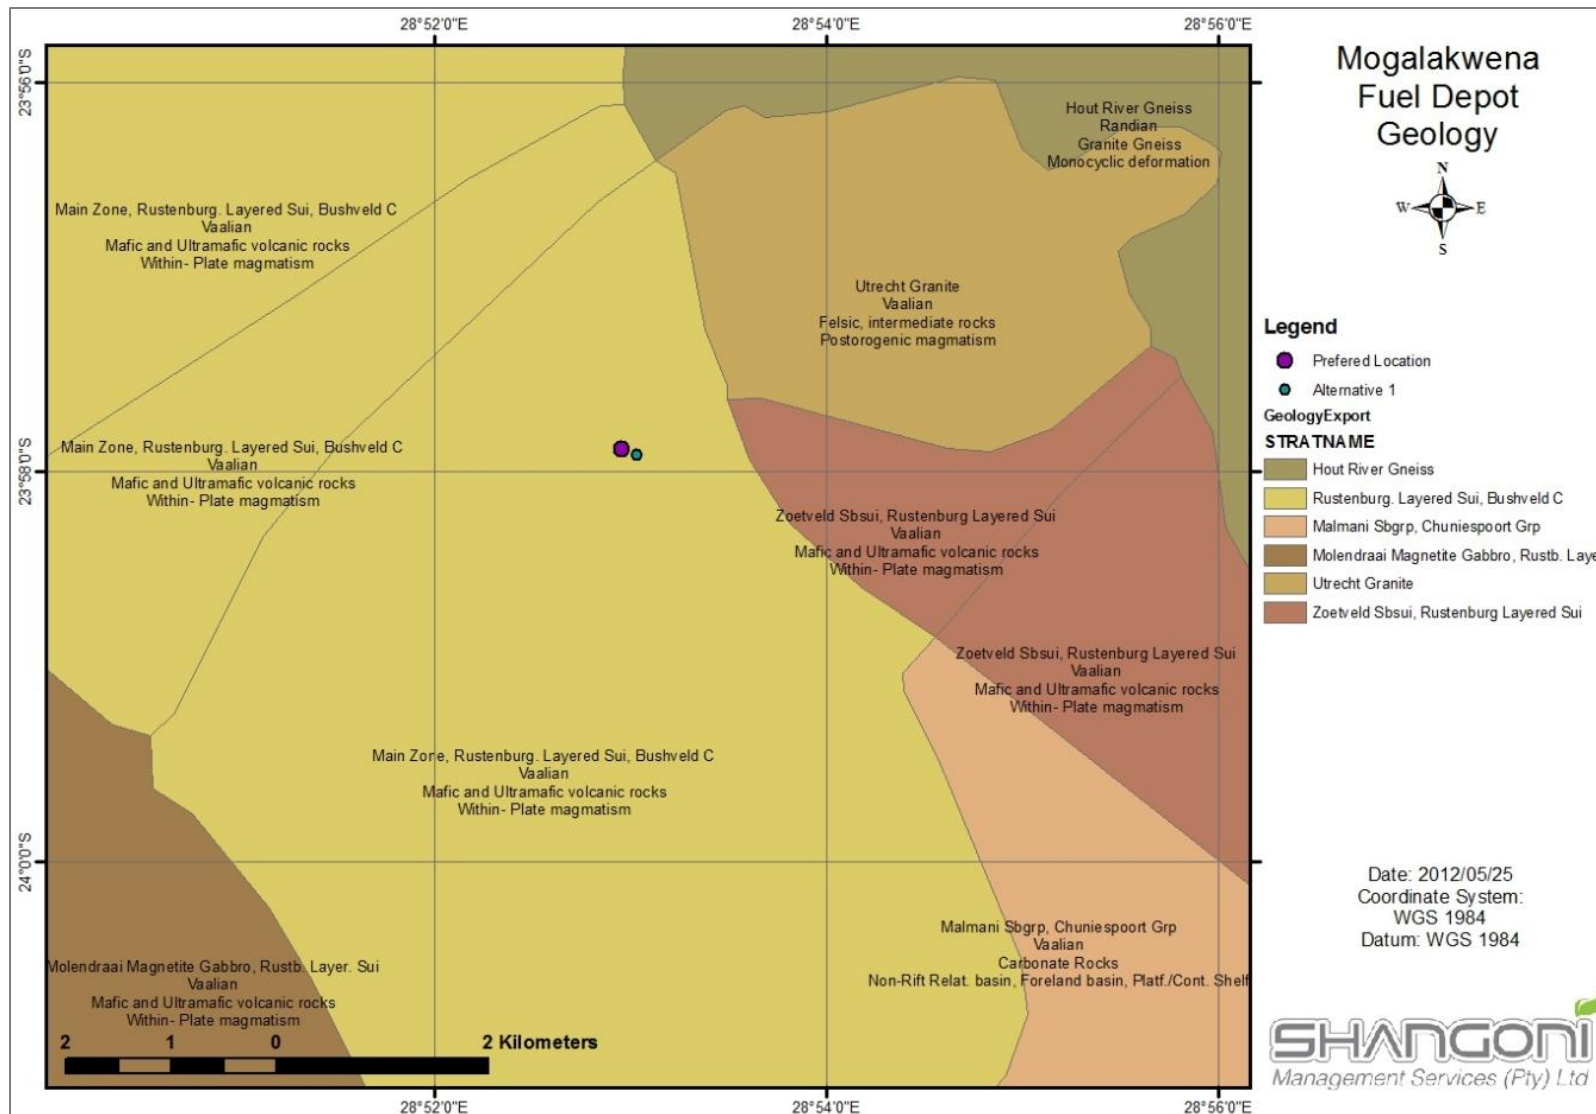 28°52'0"E
28°54'0"E
28°56'0"E
23°56'0"S
23°58'0"S
24°0'0"S
Hout River Gneiss
Randian
Granite Gneiss
Monocyclic deformation
Main Zone, Rustenburg. Layered Sui, Bushveld C
Vaalian
Mafic and Ultramafic volcanic rocks
Within- Plate magmatism
Utrecht Granite
Vaalian
Felsic, intermediate rocks
Postorogenic magmatism
Main Zone, Rustenburg. Layered Sui, Bushveld C
Vaalian
Mafic and Ultramafic volcanic rocks
Within- Plate magmatism
Zoetveld Sbsui, Rustenburg Layered Sui
Vaalian
Mafic and Ultramafic volcanic rocks
Within- Plate magmatism
Zoetveld Sbsui, Rustenburg Layered Sui
Vaalian
Mafic and Ultramafic volcanic rocks
Within- Plate magmatism
Main Zone, Rustenburg. Layered Sui, Bushveld C
Vaalian
Mafic and Ultramafic volcanic rocks
Within- Plate magmatism
Malmani Sbgrp, Chuniespoort Grp
Vaalian
Carbonate Rocks
Non-Rift Relat. basin, Foreland basin, Platf./Cont. Shelf
Molendraai Magnetite Gabbro, Rustb. Layer. Sui
Vaalian
Mafic and Ultramafic volcanic rocks
Within- Plate magmatism
2 1 0 2 Kilometers
28°52'0"E
28°54'0"E
28°56'0"E
Mogalakwena
Fuel Depot
Geology
N
W E
S
Legend
Prefered Location
Alternative 1
GeologyExport
STRATNAME
Hout River Gneiss
Rustenburg. Layered Sui, Bushveld C
Malmani Sbgrp, Chuniespoort Grp
Molendraai Magnetite Gabbro, Rustb. Laye
Utrecht Granite
Zoetveld Sbsui, Rustenburg Layered Sui
Date: 2012/05/25
Coordinate System:
WGS 1984
Datum: WGS 1984
SHANGONI
Management Services (Pty) Ltd